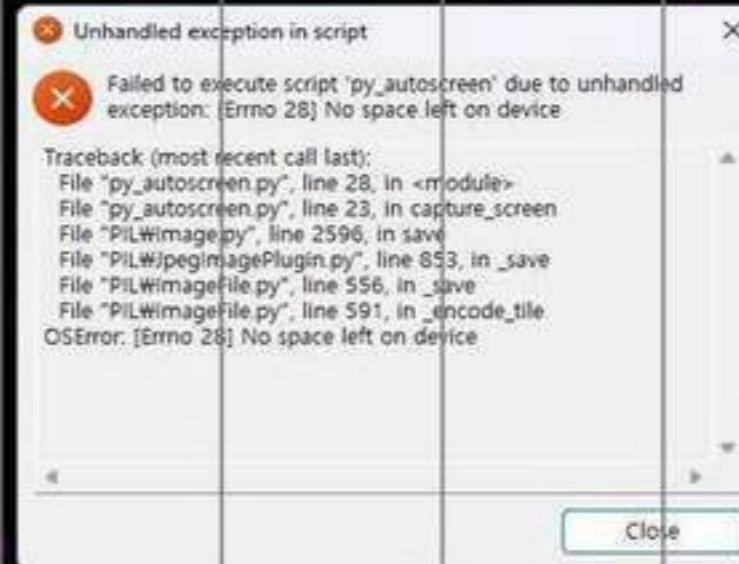 Unhandled exception in script
Failed to execute script 'py_autoscreen' due to unhandled
exception: [Errno 28] No space left on device
Traceback (most recent call last):
File "py_autoscreen.py", line 28, in <module>
File "py_autoscreen.py", line 23, in capture_screen
File "PIL₩Image.py", line 2596, in save
File "PIL₩JpegImagePlugin.py", line 853, in _save
File "PIL₩ImageFile.py", line 556, in _save
File "PIL₩ImageFile.py", line 591, in _encode_tile
OSError: [Errno 28] No space left on device
Close